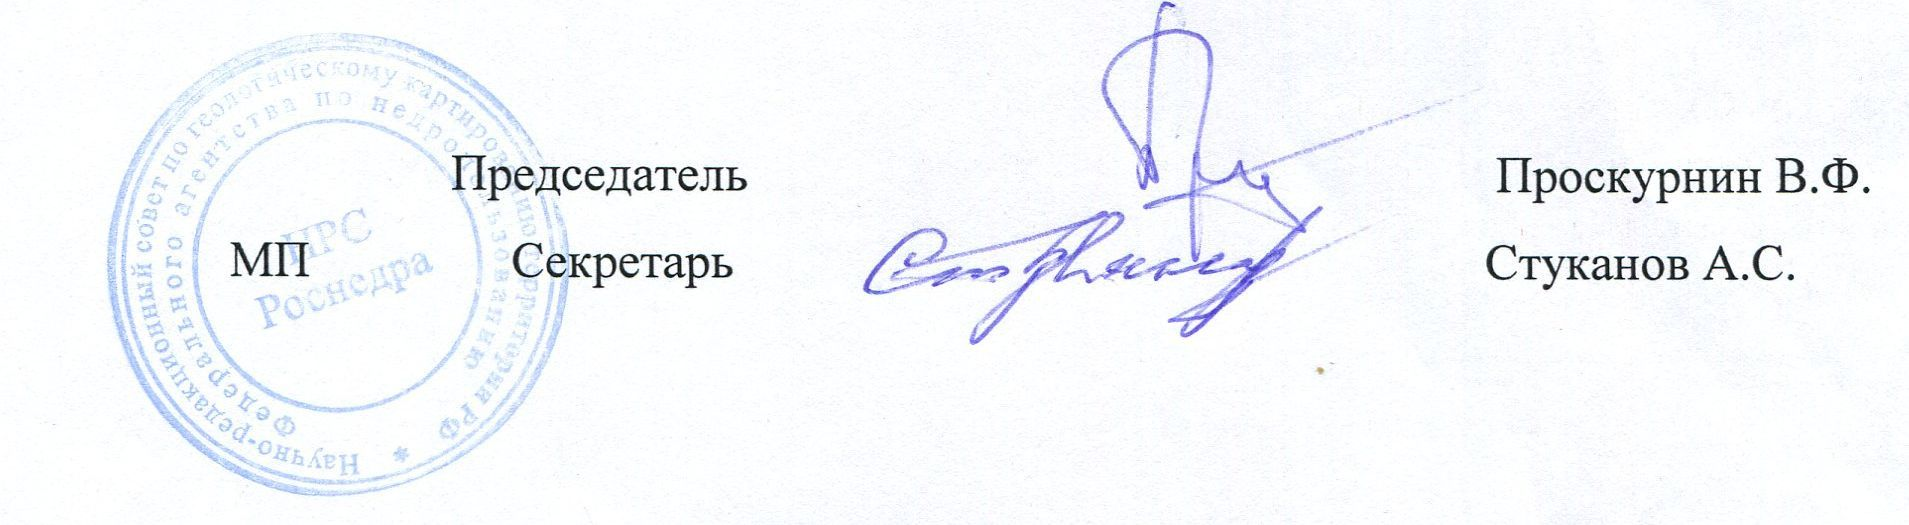 Научно-редакционный совет по геологическому картированию территории РФ *
Федерального агентства по недропользованию
НРС
Роснедра
Председатель Проскурнин В.Ф.
МП Секретарь Стуканов А.С.